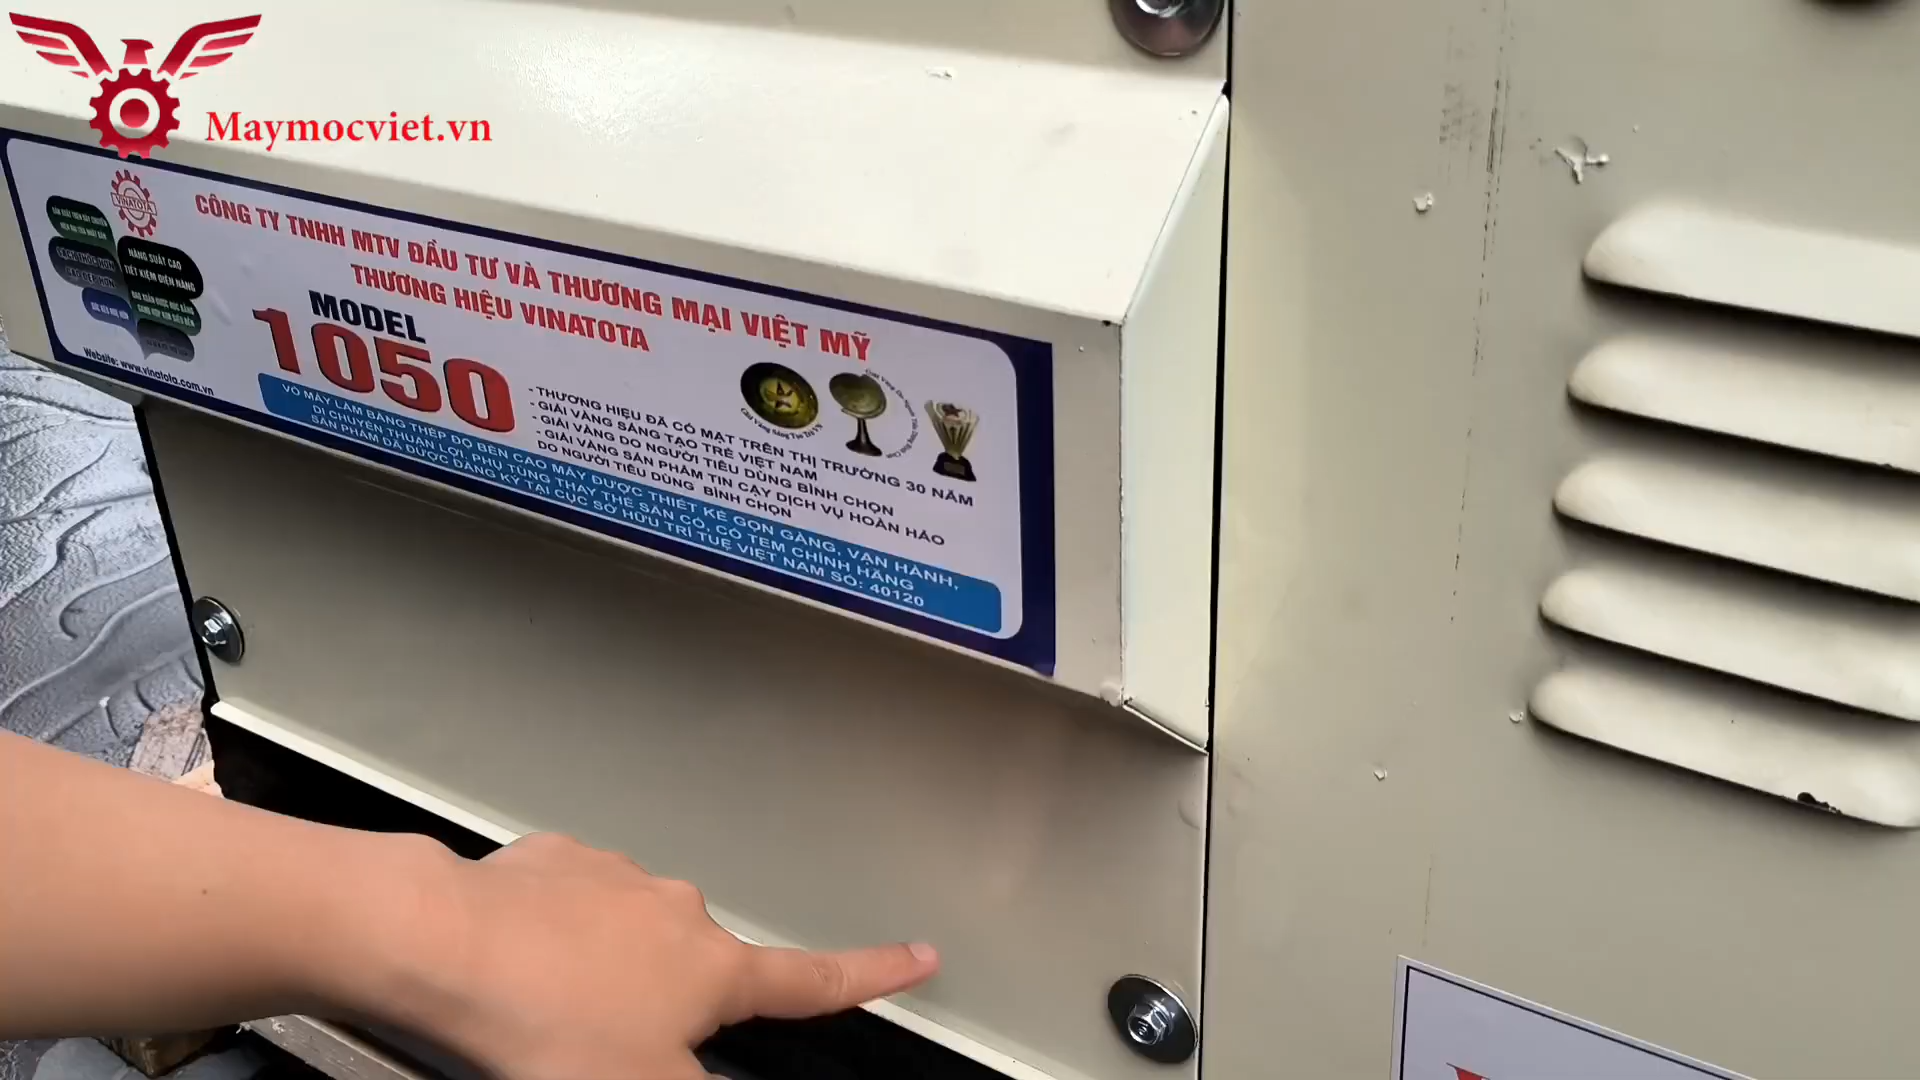 Maymocviet.vn
VINATOTA
CÔNG TY TNHH MTV ĐẦU TƯ VÀ THƯƠNG MẠI VIỆT MỸ
THƯƠNG HIỆU VINATOTA
NĂNG SUẤT CAO
TIẾT KIỆM ĐIỆN NĂNG
MODEL
1050
Website: www.vinatota.com.vn
- THƯƠNG HIỆU ĐÃ CÓ MẶT TRÊN THỊ TRƯỜNG 30 NĂM
- GIẢI VÀNG SÁNG TẠO TRẺ VIỆT NAM
- GIẢI VÀNG DO NGƯỜI TIÊU DÙNG BÌNH CHỌN
- GIẢI VÀNG SẢN PHẨM TIN CẬY DỊCH VỤ HOÀN HẢO
DO NGƯỜI TIÊU DÙNG BÌNH CHỌN
VỎ MÁY LÀM BẰNG THÉP ĐỘ BỀN CAO MÁY ĐƯỢC THIẾT KẾ GỌN GÀNG, VẬN HÀNH,
DI CHUYỂN THUẬN LỢI, PHỤ TÙNG THAY THẾ SẴN CÓ, CÓ TEM CHÍNH HÃNG
SẢN PHẨM ĐÃ ĐƯỢC ĐĂNG KÝ TẠI CỤC SỞ HỮU TRÍ TUỆ VIỆT NAM SỐ: 40120